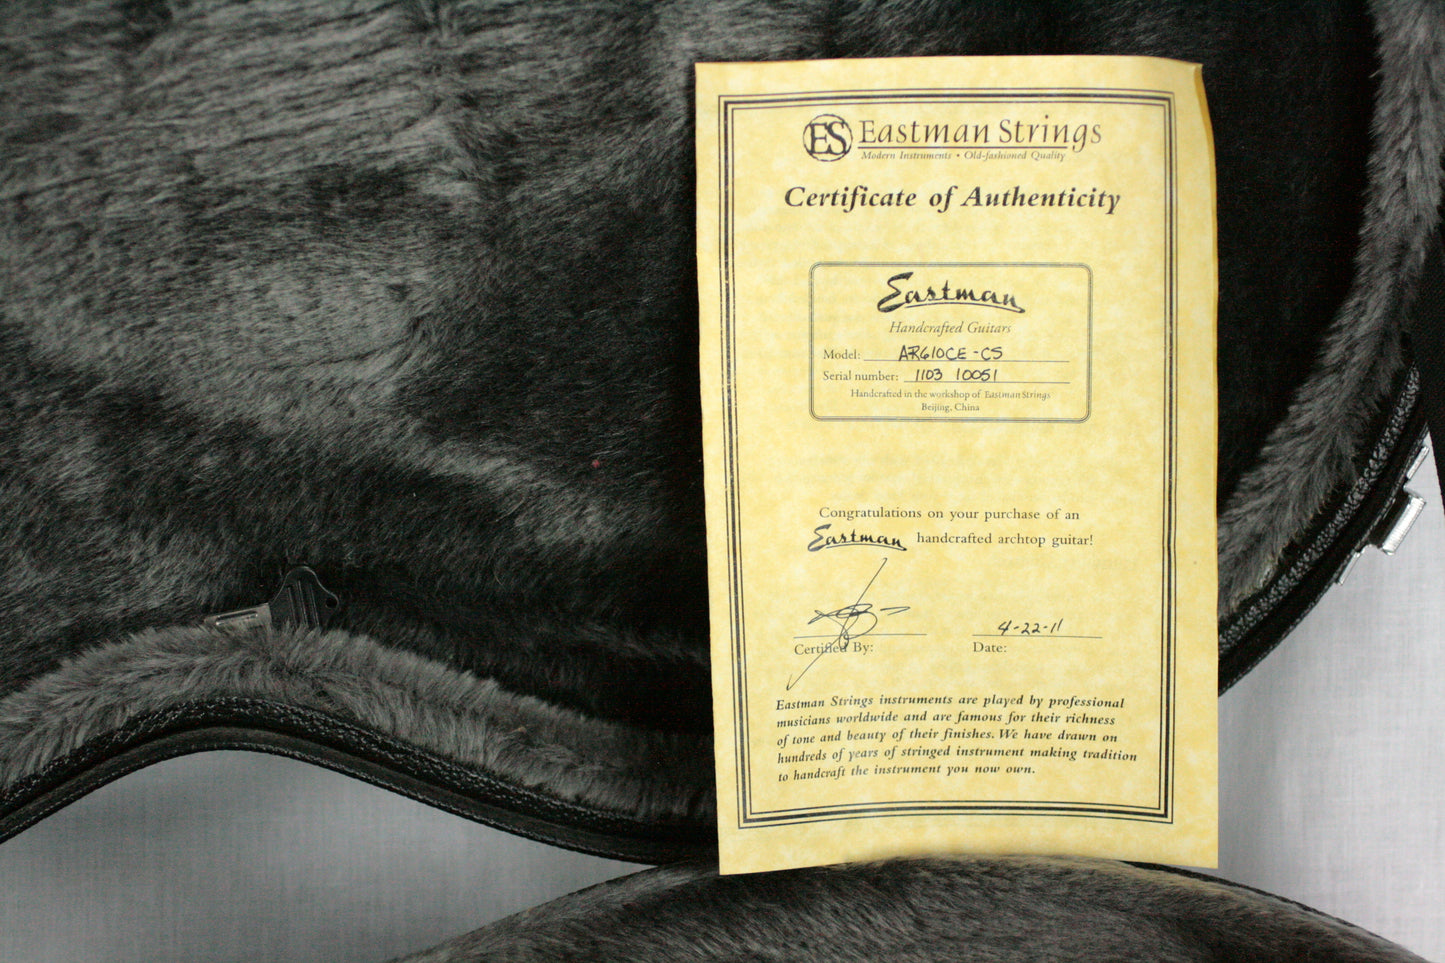 ES Eastman Strings
Modern Instruments • Old-fashioned Quality
Certificate of Authenticity
Eastman
Handcrafted Guitars
Model: AR610CE-CS
Serial number: 1103 10051
Handcrafted in the workshop of Eastman Strings
Beijing, China
Congratulations on your purchase of an
Eastman handcrafted archtop guitar!
4-22-11
Certified By: Date:
Eastman Strings instruments are played by professional
musicians worldwide and are famous for their richness
of tone and beauty of their finishes. We have drawn on
hundreds of years of stringed instrument making tradition
to handcraft the instrument you now own.